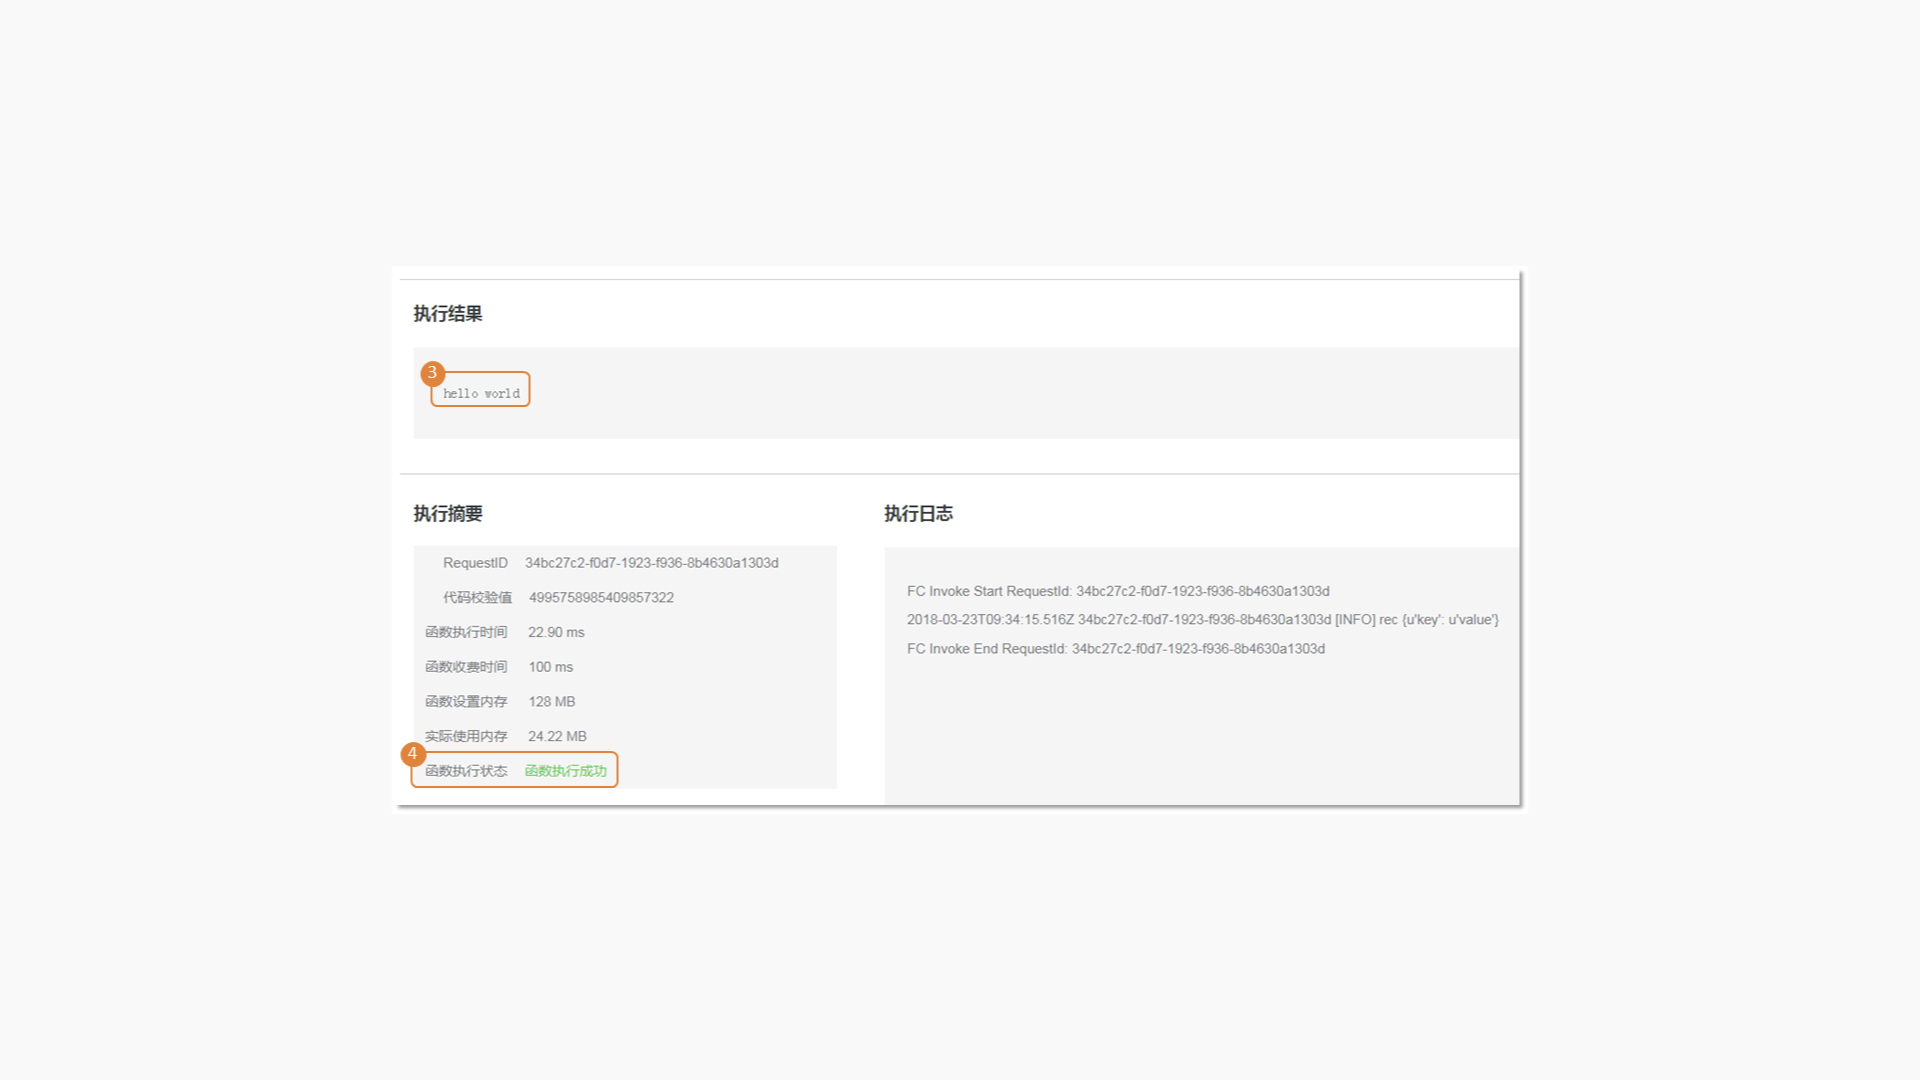 执行结果
3
hello world
执行摘要
RequestID 34bc27c2-f0d7-1923-f936-8b4630a1303d
代码校验值 4995758985409857322
函数执行时间 22.90 ms
函数收费时间 100 ms
函数设置内存 128 MB
实际使用内存 24.22 MB
4
函数执行状态 函数执行成功
执行日志
FC Invoke Start RequestId: 34bc27c2-f0d7-1923-f936-8b4630a1303d
2018-03-23T09:34:15.516Z 34bc27c2-f0d7-1923-f936-8b4630a1303d [INFO] rec {u'key': u'value'}
FC Invoke End RequestId: 34bc27c2-f0d7-1923-f936-8b4630a1303d